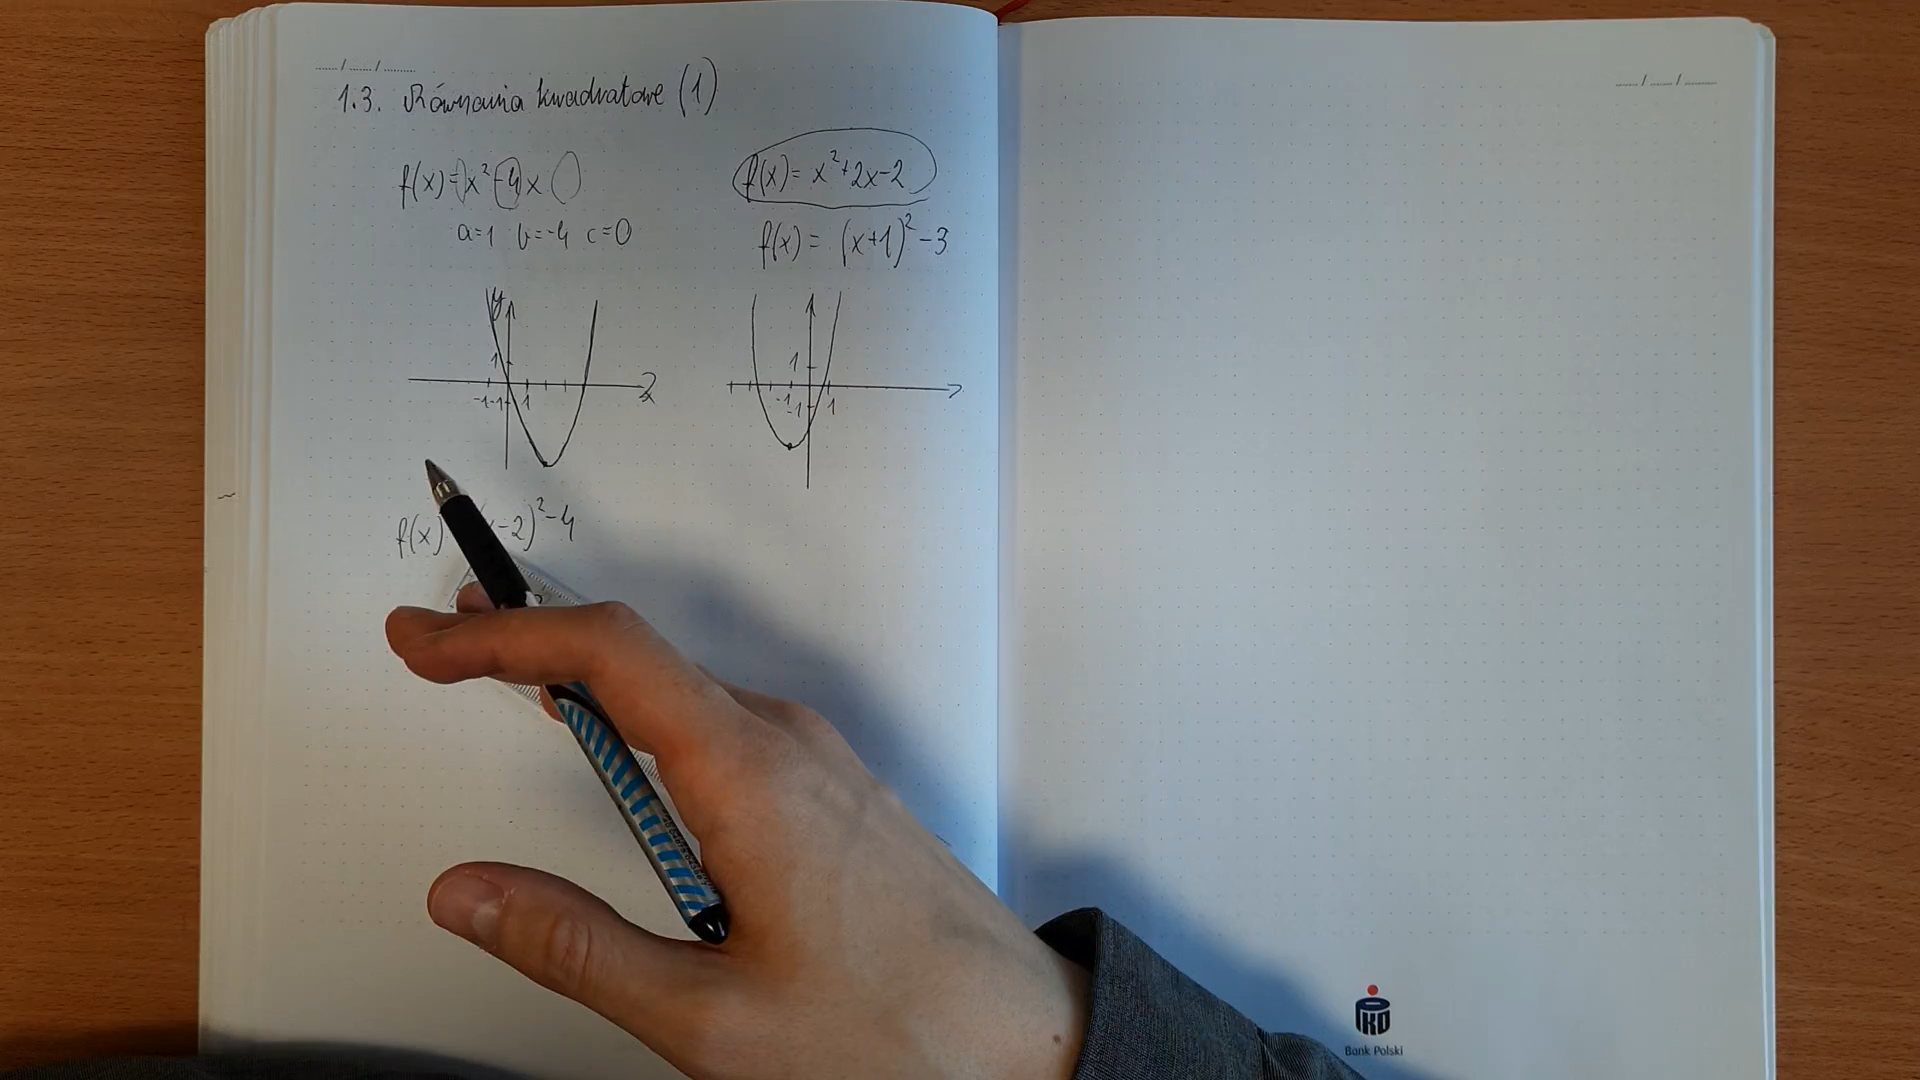 1.3. Równania kwadratowe (1)
f(x)=x²-4x
a=1 b=-4 c=0
f(x)=x²+2x-2
f(x)=(x+1)²-3
y
1
-1 -1 1
x
1
-1 -1 1
f(x) -2)²-4
Bank Polski